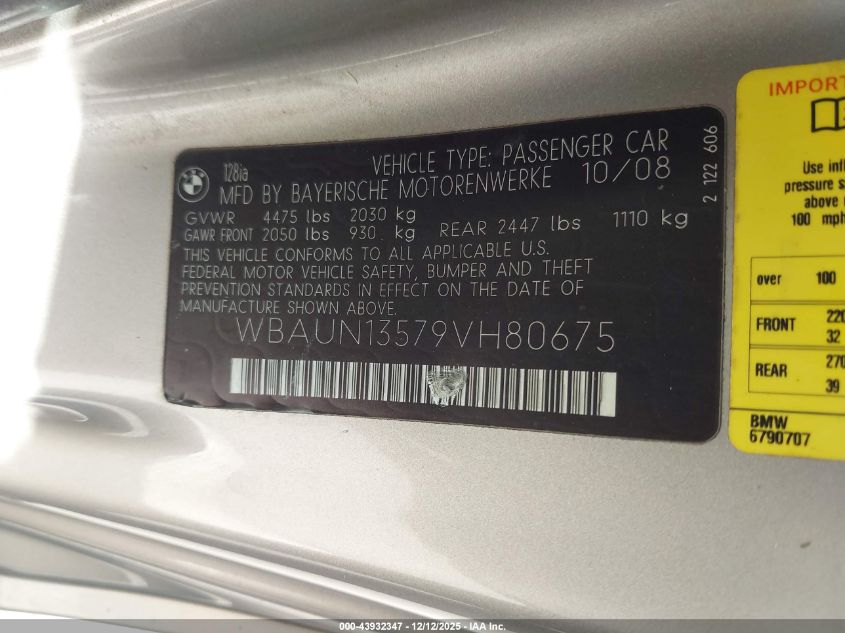 128ia
VEHICLE TYPE: PASSENGER CAR
MFD BY BAYERISCHE MOTORENWERKE 10/08
GVWR 4475 lbs 2030 kg
GAWR FRONT 2050 lbs 930 kg REAR 2447 lbs 1110 kg
THIS VEHICLE CONFORMS TO ALL APPLICABLE U.S.
FEDERAL MOTOR VEHICLE SAFETY, BUMPER AND THEFT
PREVENTION STANDARDS IN EFFECT ON THE DATE OF
MANUFACTURE SHOWN ABOVE.
WBAUN13579VH80675
2 122 606
IMPORT
Use infl
pressure s
above
100 mph
over 100
FRONT 220
32
REAR 270
39
BMW
6790707
000-43932347 - 12/12/2025 - IAA Inc.